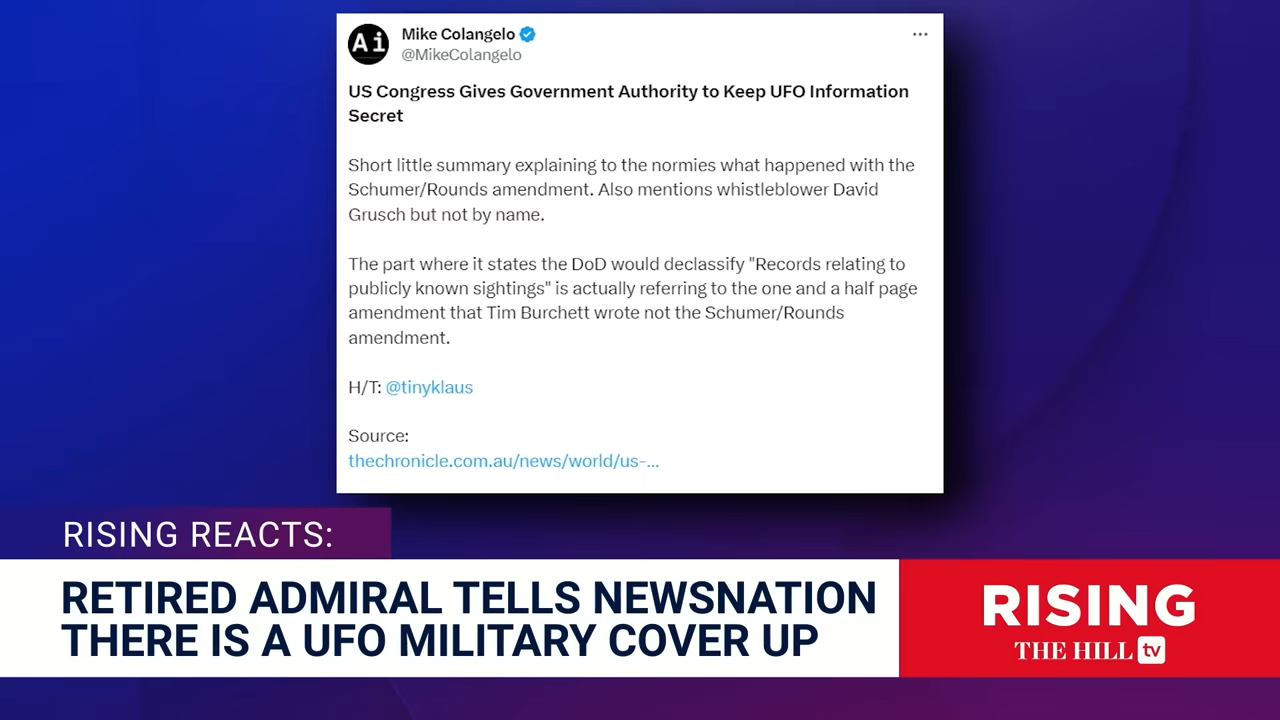 Ai
Mike Colangelo
@MikeColangelo
US Congress Gives Government Authority to Keep UFO Information
Secret
Short little summary explaining to the normies what happened with the
Schumer/Rounds amendment. Also mentions whistleblower David
Grusch but not by name.
The part where it states the DoD would declassify "Records relating to
publicly known sightings" is actually referring to the one and a half page
amendment that Tim Burchett wrote not the Schumer/Rounds
amendment.
H/T: @tinyklaus
Source:
thechronicle.com.au/news/world/us-...
RISING REACTS:
RETIRED ADMIRAL TELLS NEWSNATION
THERE IS A UFO MILITARY COVER UP
RISING
THE HILL tv